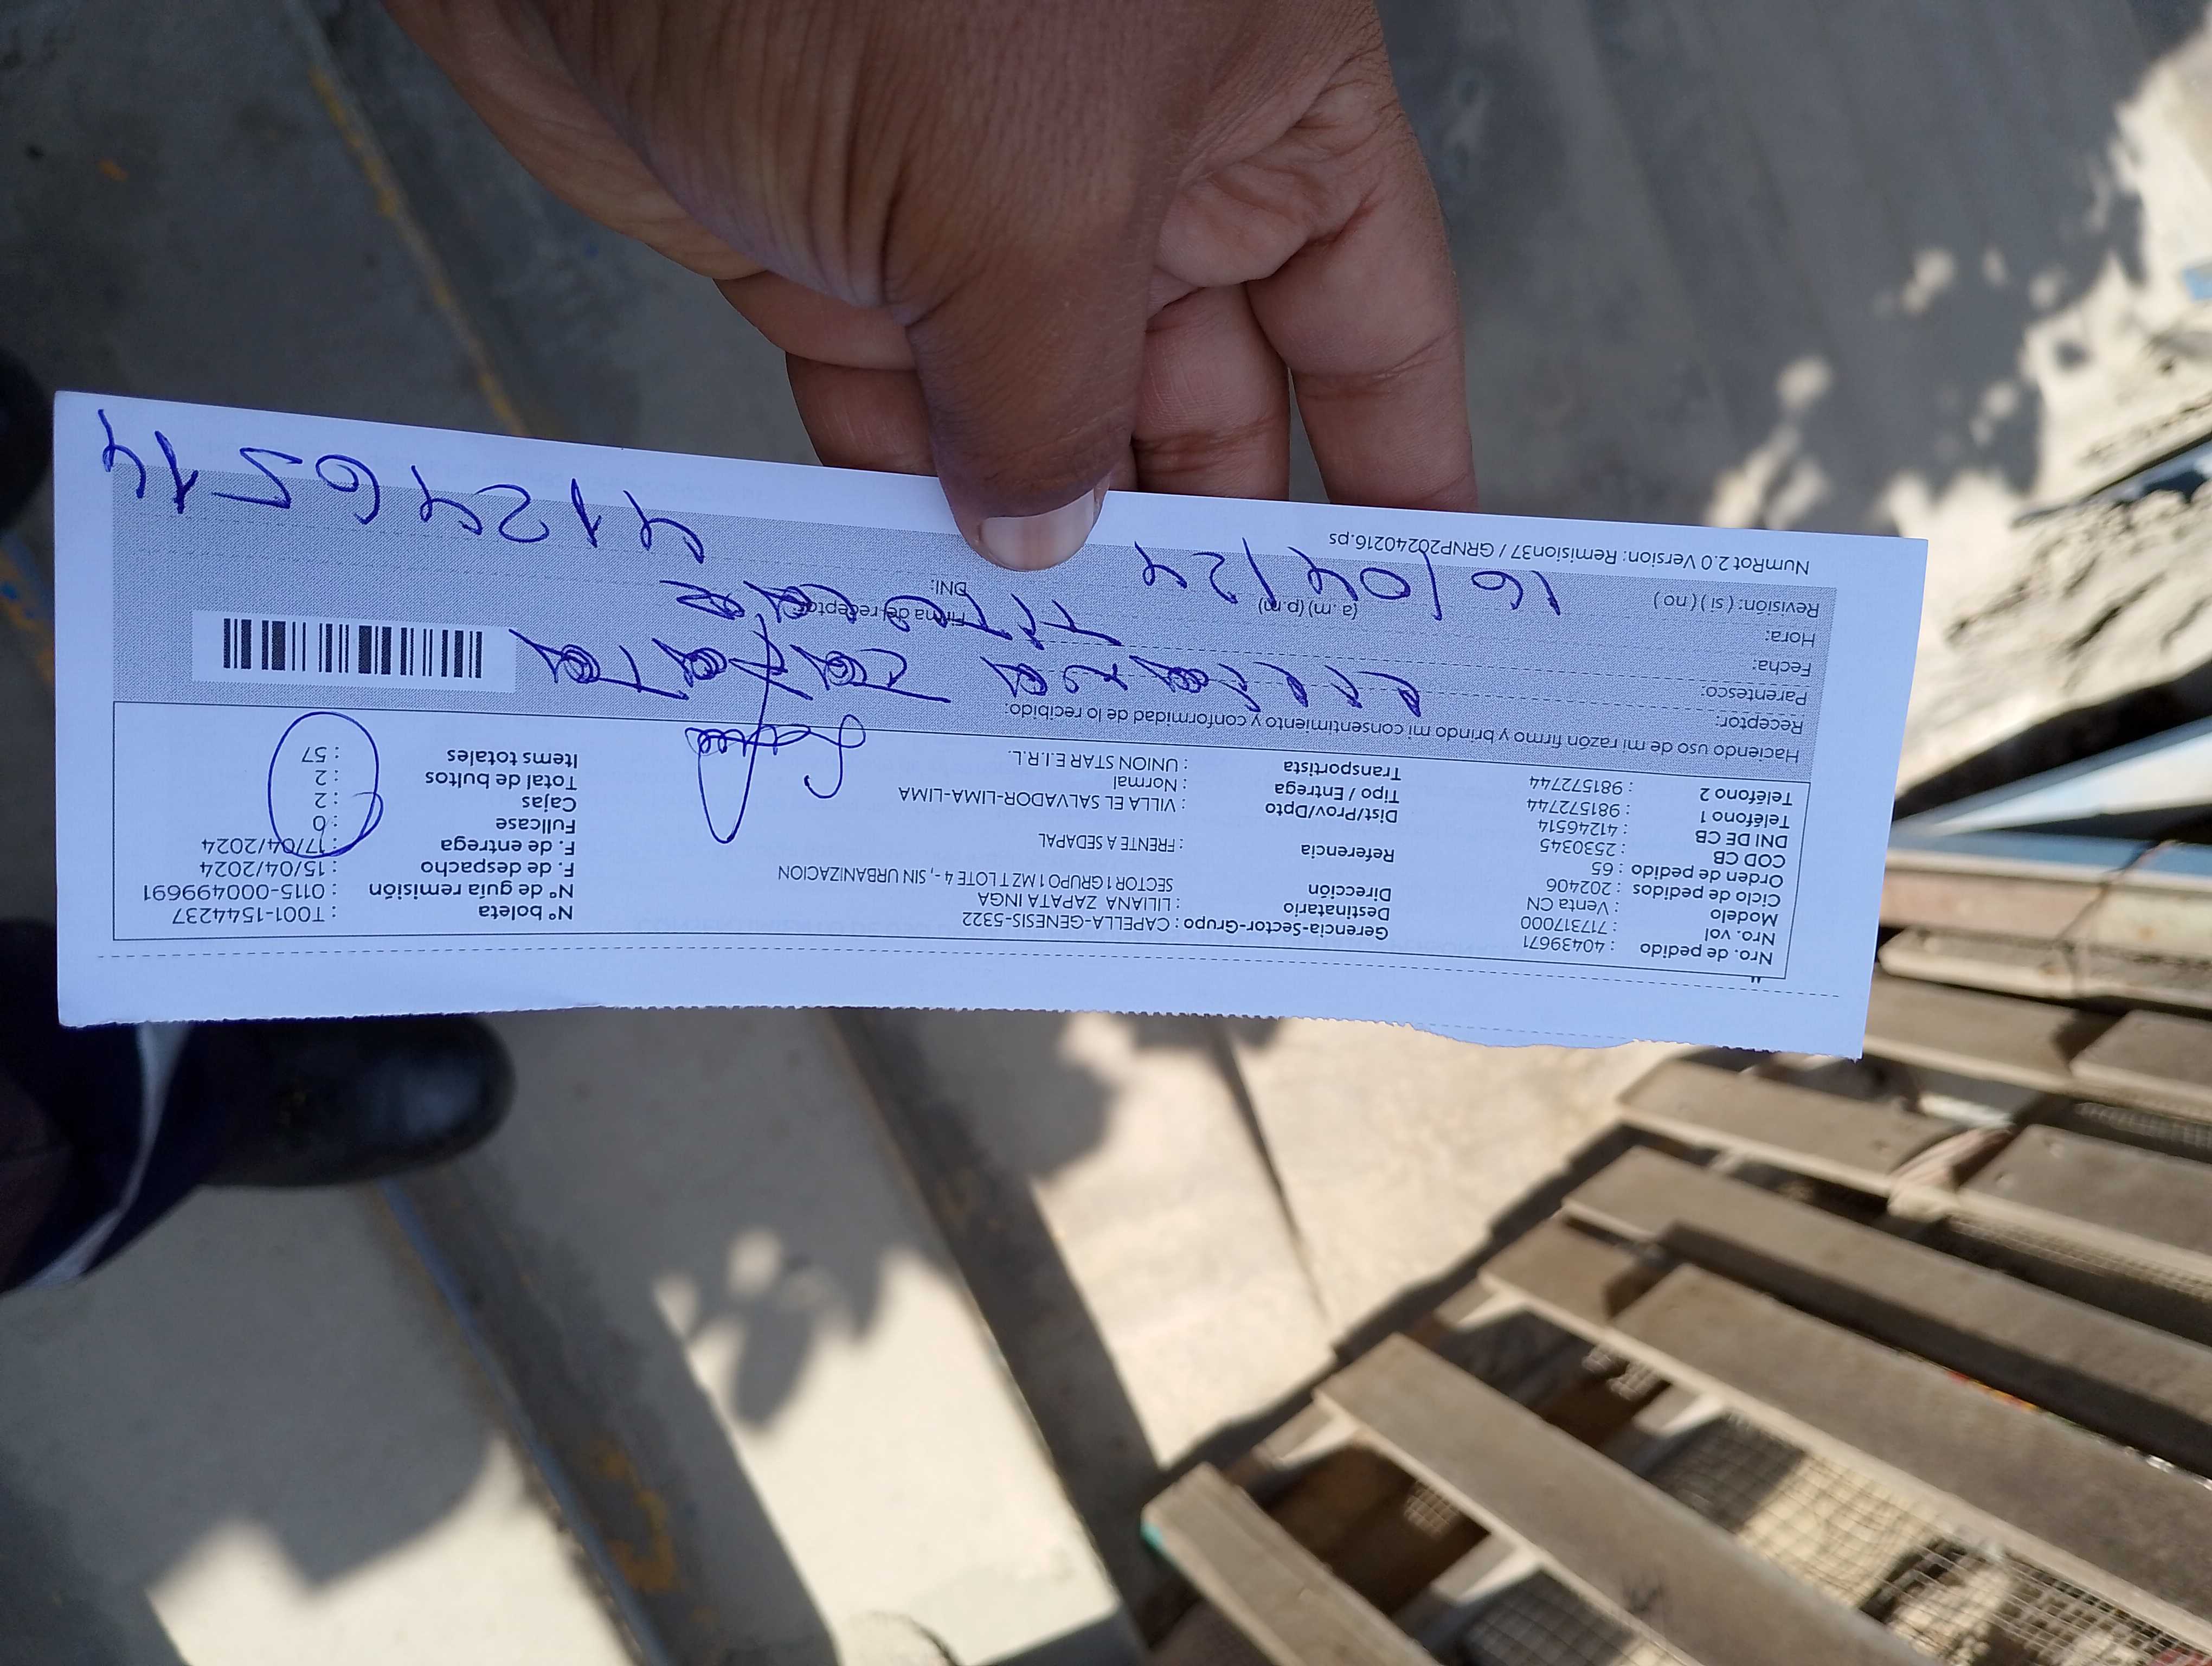 Nro. de pedido : 40439671
Nro. vol : 717317000
Modelo : Venta CN
Ciclo de pedidos : 202406
Orden de pedido : 65
COD CB : 2530345
DNI DE CB : 41246514
Teléfono 1 : 981572744
Teléfono 2 : 981572744
Gerencia-Sector-Grupo : CAPELLA-GENESIS-5322
Destinatario : LILIANA ZAPATA INGA
Dirección SECTOR 1 GRUPO 1 MZ T LOTE 4 -, SIN URBANIZACION
Referencia : FRENTE A SEDAPAL
Dist/Prov/Dpto : VILLA EL SALVADOR-LIMA-LIMA
Tipo / Entrega : Normal
Transportista : UNION STAR E.I.R.L.
N° boleta : T001-1544237
N° de guía remisión : 0115-000499691
F. de despacho : 15/04/2024
F. de entrega : 17/04/2024
Fullcase : 0
Cajas : 2
Total de bultos : 2
Items totales : 57
Haciendo uso de mi razón firmo y brindo mi consentimiento y conformidad de lo recibido:
Receptor:
Parentesco: Liliana Zapata
Fecha:
Hora: Titular
Revisión: ( si ) ( no ) (a. m) (p. m)
16/04/24
Firma del receptor
DNI:
41246514
NumRot 2.0 Version: Remision37 / GRNP20240216.ps